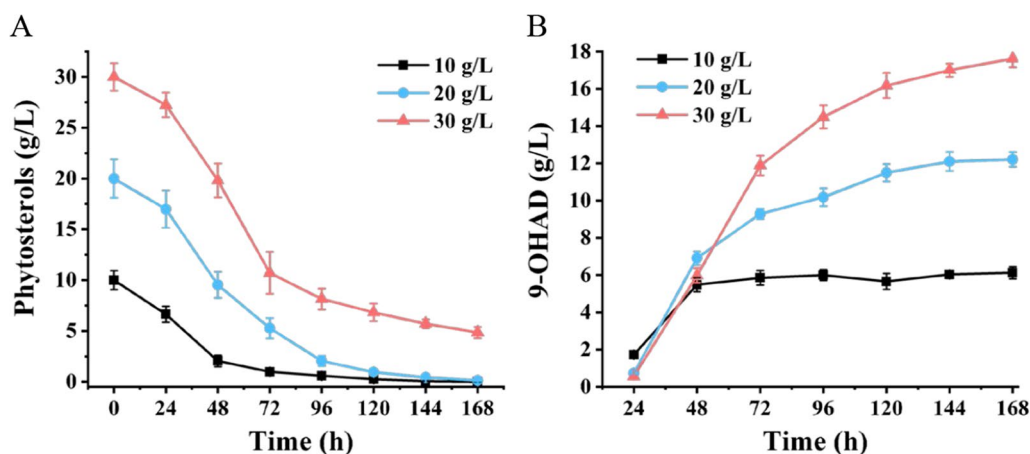 A
Phytosterols (g/L)
30
25
20
15
10
5
0
10 g/L
20 g/L
30 g/L
0 24 48 72 96 120 144 168
Time (h)
B
9-OHAD (g/L)
18
16
14
12
10
8
6
4
2
0
10 g/L
20 g/L
30 g/L
24 48 72 96 120 144 168
Time (h)